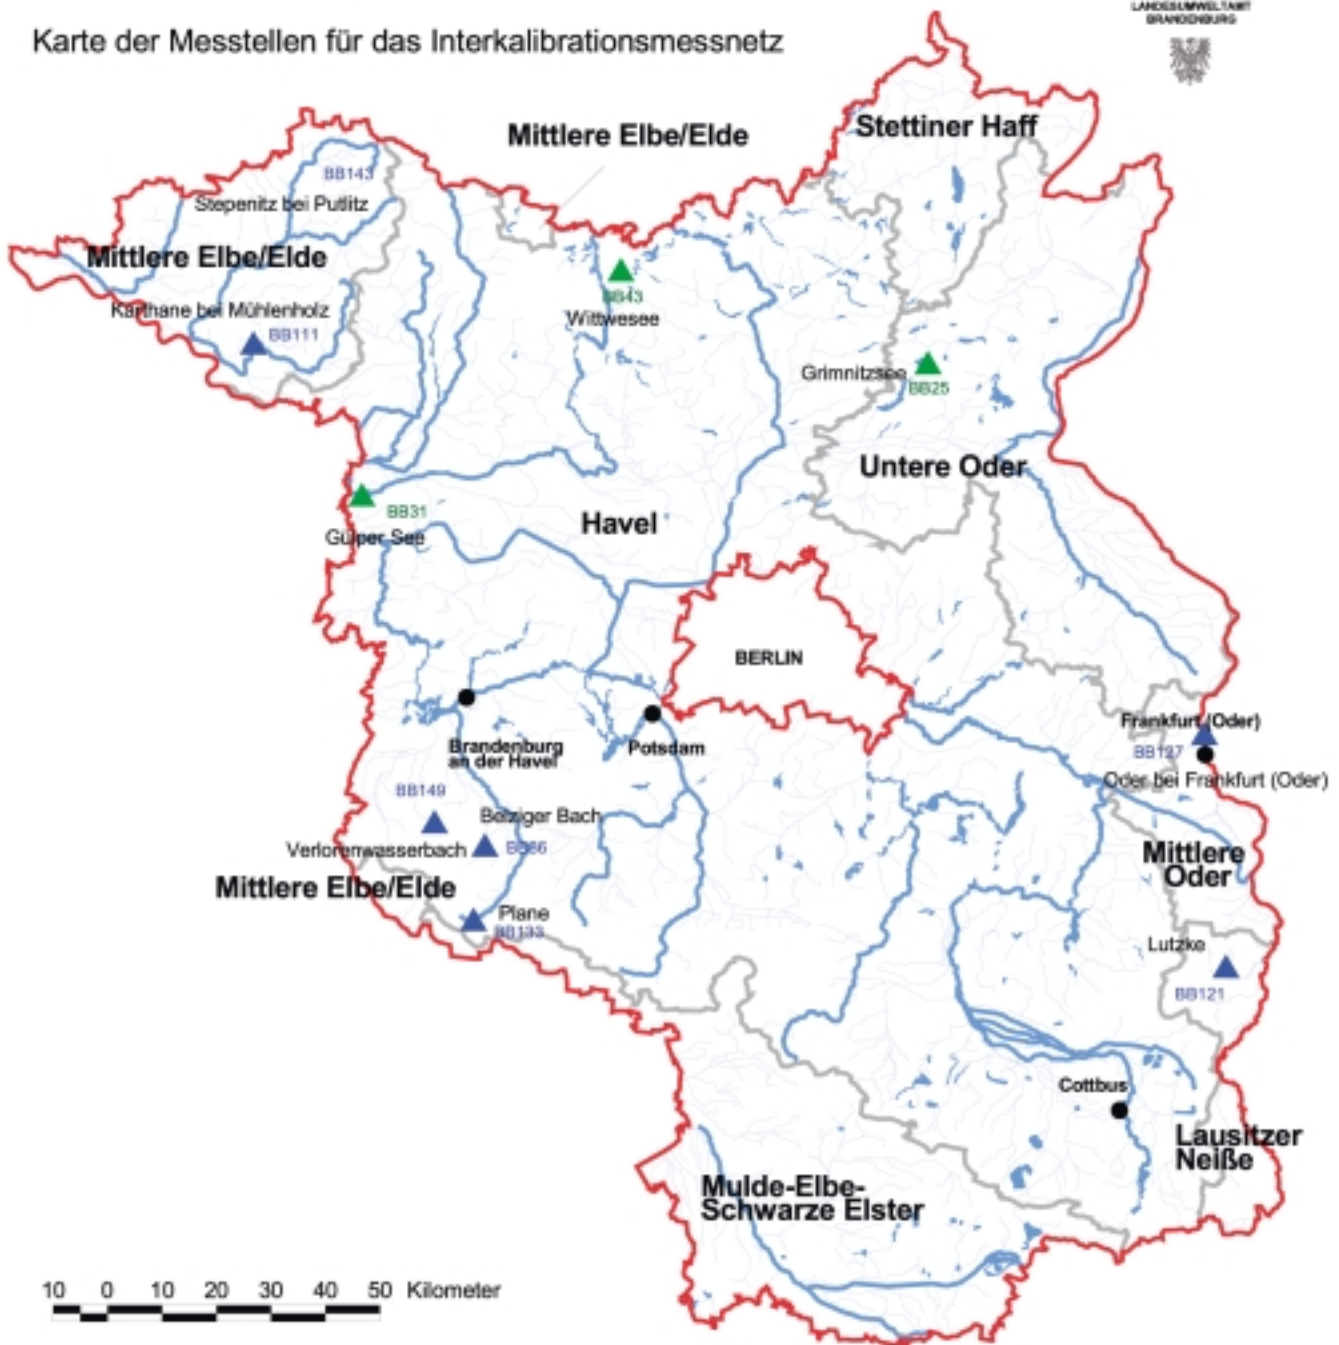 LANDESUMWELTAMT
BRANDENBURG
Karte der Messtellen für das Interkalibrationsmessnetz
Mittlere Elbe/Elde
Stettiner Haff
BB143
Stepenitz bei Putlitz
Mittlere Elbe/Elde
Karthane bei Mühlenholz
BB111
BB43
Wittwesee
Grimnitzsee
BB25
Untere Oder
BB31
Gülper See
Havel
BERLIN
Frankfurt (Oder)
BB127
Oder bei Frankfurt (Oder)
Brandenburg
an der Havel
Potsdam
BB149
Belziger Bach
Verlorenwasserbach
BB86
Mittlere
Oder
Mittlere Elbe/Elde
Plane
BB133
Lutzke
BB121
Cottbus
Lausitzer
Neiße
Mulde-Elbe-
Schwarze Elster
10 0 10 20 30 40 50 Kilometer